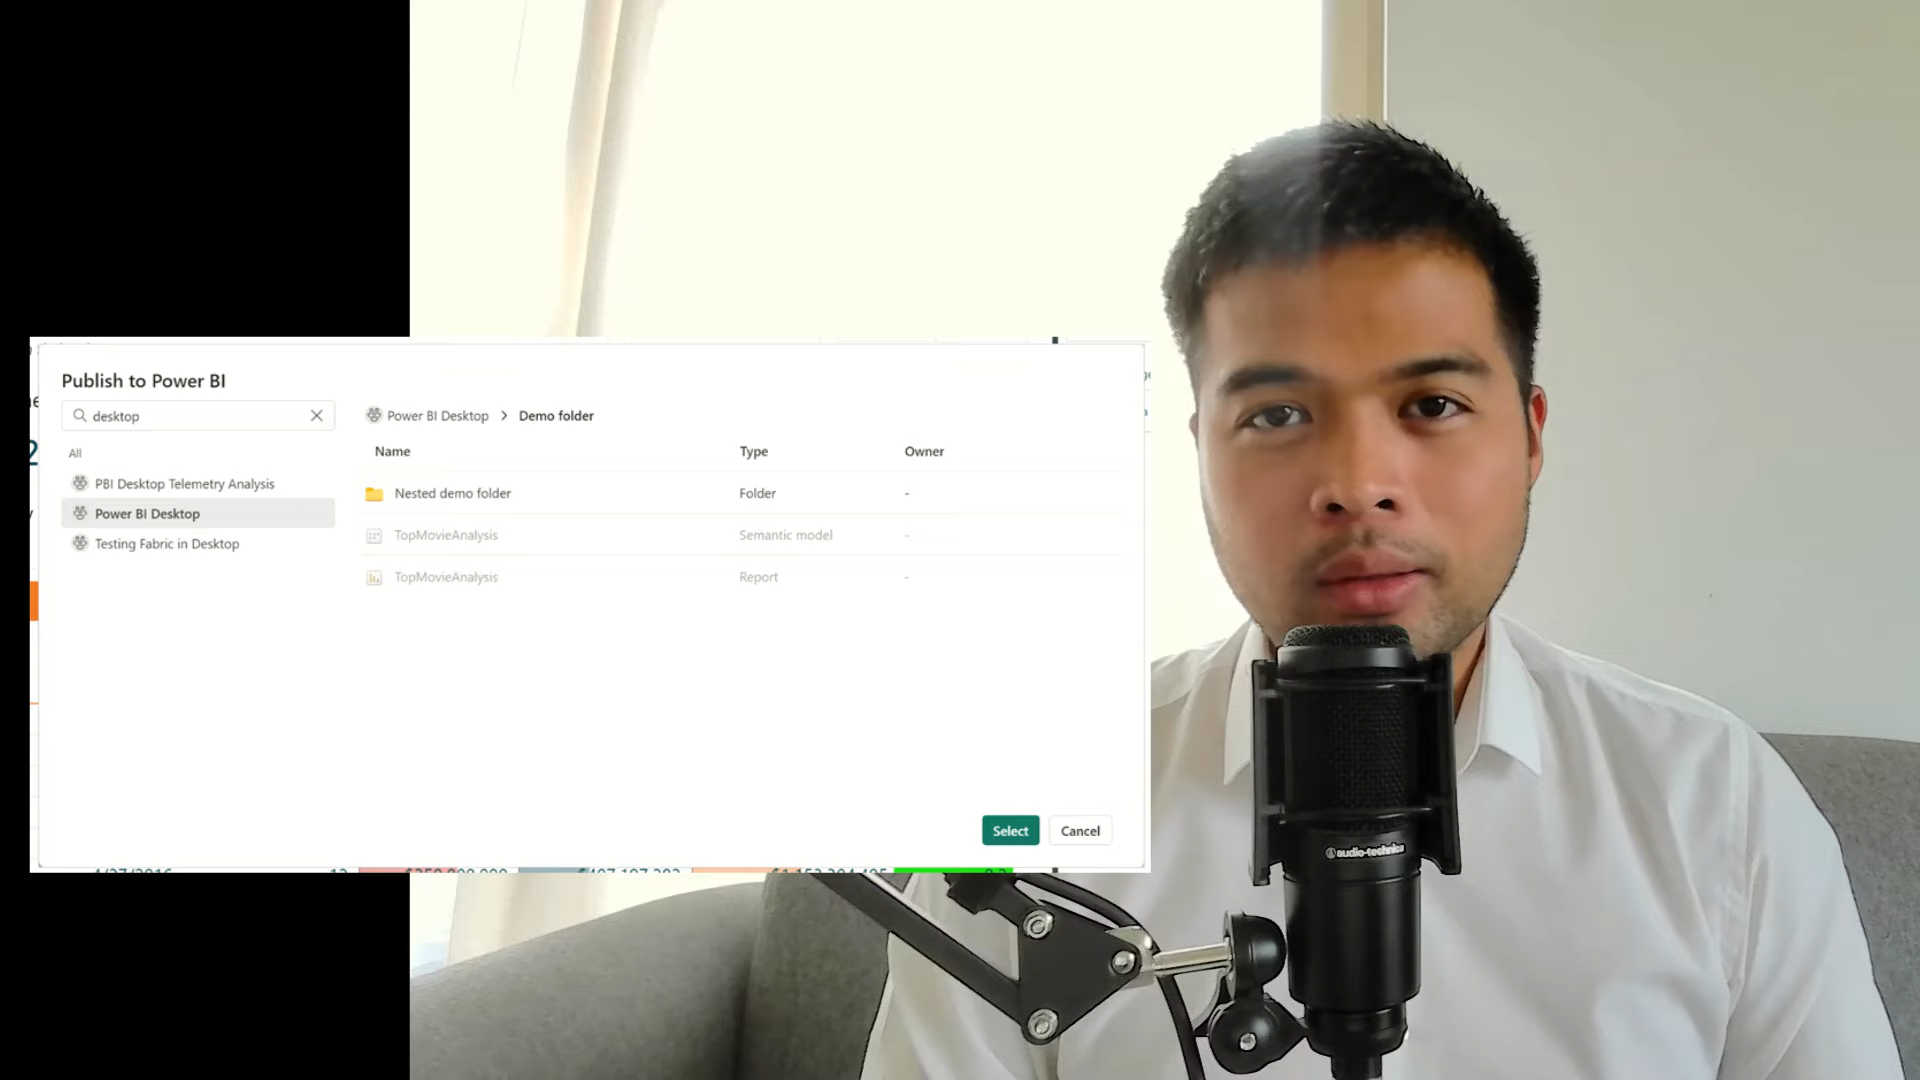 Publish to Power BI
desktop
Power BI Desktop > Demo folder
All
PBI Desktop Telemetry Analysis
Power BI Desktop
Testing Fabric in Desktop
Name Type Owner
Nested demo folder Folder -
TopMovieAnalysis Semantic model -
TopMovieAnalysis Report -
Select Cancel
audio-technica